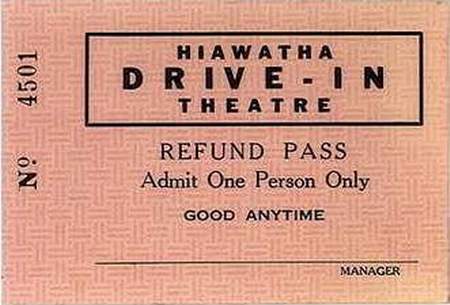 Nº 4501
HIAWATHA
DRIVE-IN
THEATRE
REFUND PASS
Admit One Person Only
GOOD ANYTIME
MANAGER